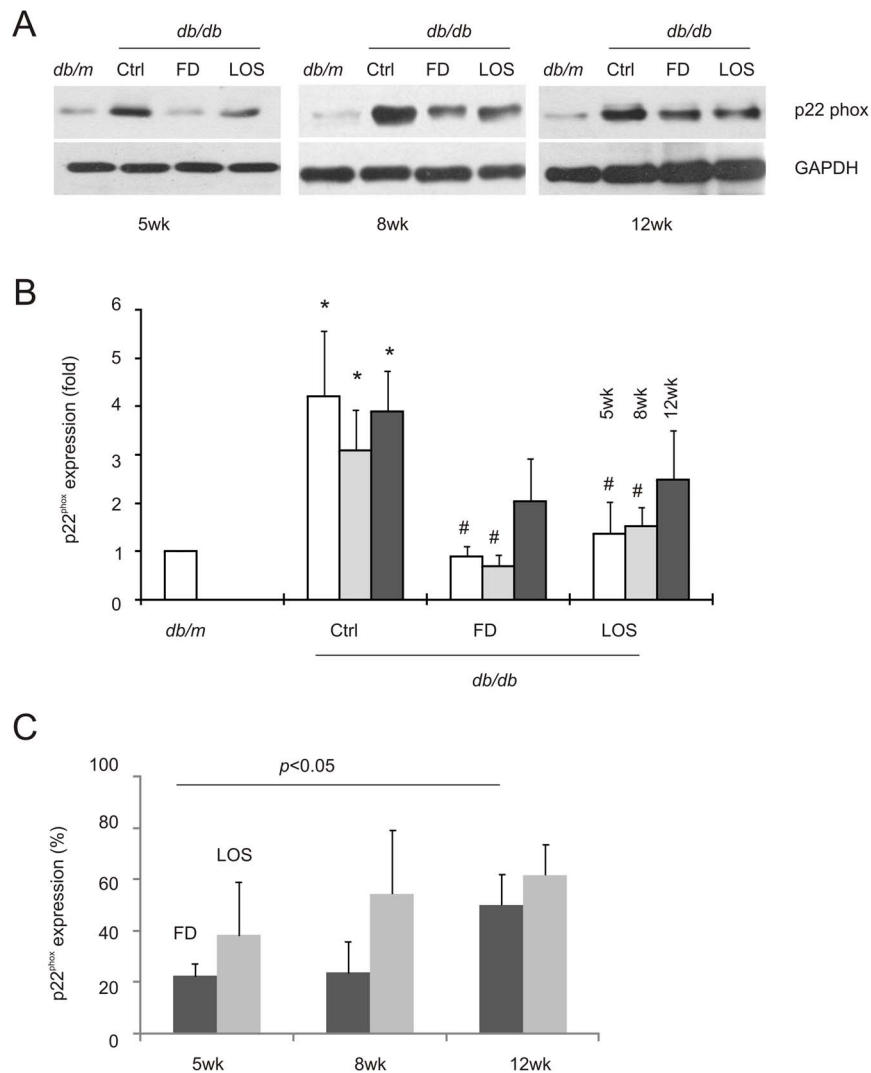 A
db/db db/db db/db
db/m Ctrl FD LOS db/m Ctrl FD LOS db/m Ctrl FD LOS
p22 phox
GAPDH
5wk 8wk 12wk
B
p22phox expression (fold)
6
5
4
3
2
1
0
* * *
# #
# #
5wk 8wk 12wk
db/m Ctrl FD LOS
db/db
C
p22phox expression (%)
100
80
60
40
20
0
p<0.05
LOS
FD
5wk 8wk 12wk